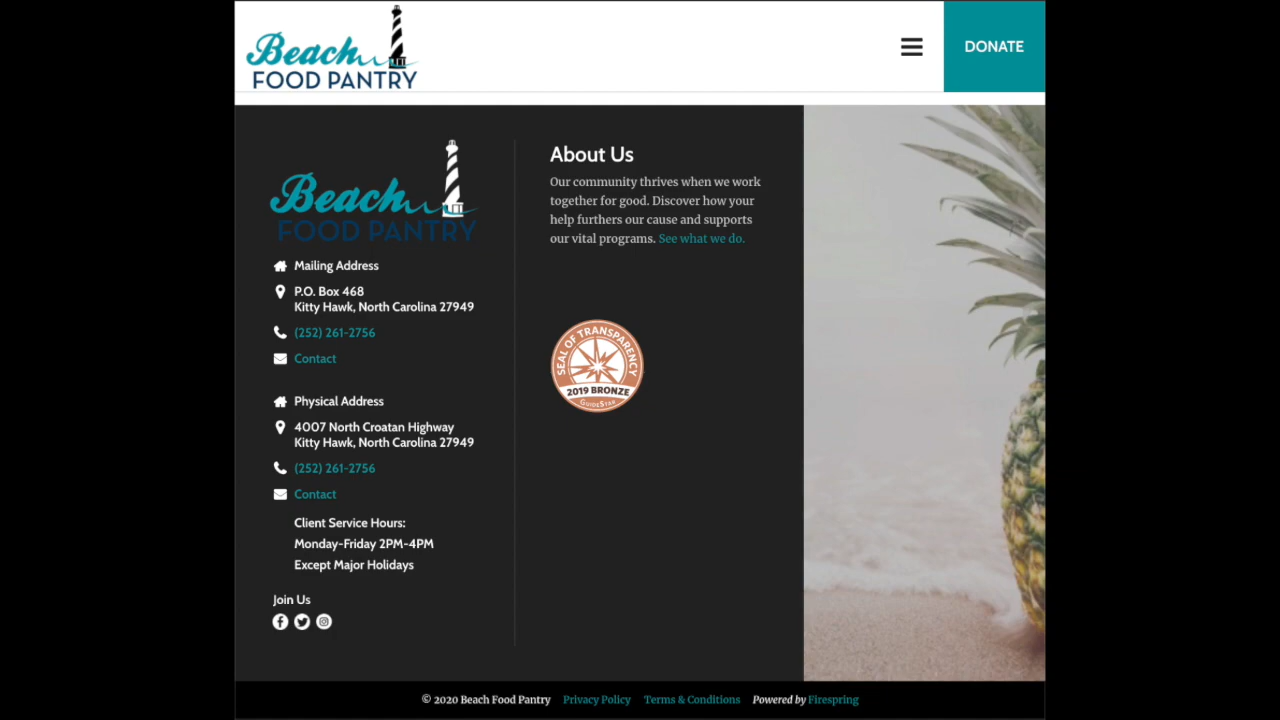 Beach
FOOD PANTRY
DONATE
Beach
FOOD PANTRY
Mailing Address
P.O. Box 468
Kitty Hawk, North Carolina 27949
(252) 261-2756
Contact
Physical Address
4007 North Croatan Highway
Kitty Hawk, North Carolina 27949
(252) 261-2756
Contact
Client Service Hours:
Monday-Friday 2PM-4PM
Except Major Holidays
Join Us
About Us
Our community thrives when we work
together for good. Discover how your
help furthers our cause and supports
our vital programs. See what we do.
SEAL OF TRANSPARENCY
2019 BRONZE
GUIDESTAR
© 2020 Beach Food Pantry Privacy Policy Terms & Conditions Powered by Firespring